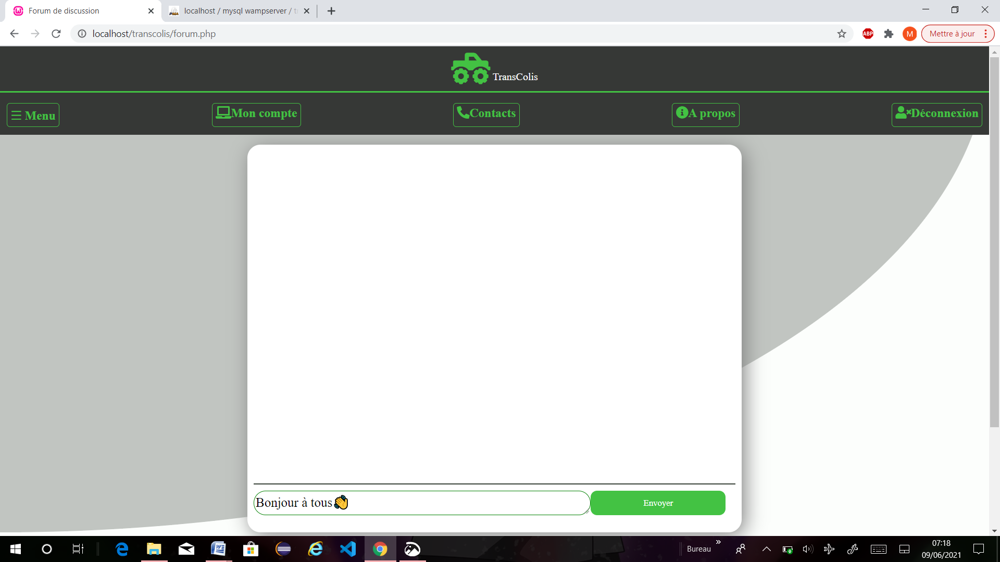 Forum de discussion
localhost / mysql wampserver / t
localhost/transcolis/forum.php
ABP
M
Mettre à jour
TransColis
☰ Menu
Mon compte
Contacts
A propos
Déconnexion
Bonjour à tous👋
Envoyer
Bureau
07:18
09/06/2021